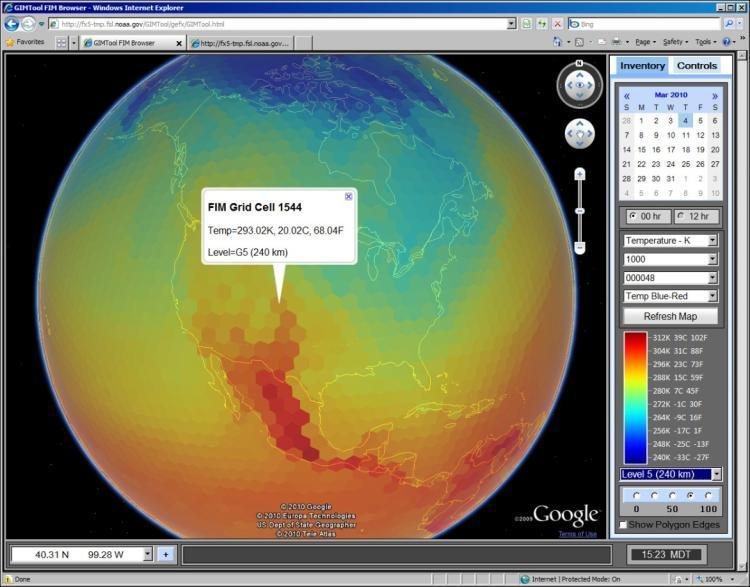 GIMTool FIM Browser - Windows Internet Explorer
http://fx5-tmp.fsl.noaa.gov/GIMTool/gefx/GIMTool.html
Bing
Favorites
GIMTool FIM Browser
http://fx5-tmp.fsl.noaa.gov...
Page
Safety
Tools
Inventory Controls
« Mar 2010 »
S M T W T F S
28 1 2 3 4 5 6
7 8 9 10 11 12 13
14 15 16 17 18 19 20
21 22 23 24 25 26 27
28 29 30 31 1 2 3
4 5 6 7 8 9 10
00 hr 12 hr
Temperature - K
1000
000048
Temp Blue-Red
Refresh Map
312K 39C 102F
304K 31C 88F
296K 23C 73F
288K 15C 59F
280K 7C 45F
272K -1C 30F
264K -9C 16F
256K -17C 1F
248K -25C -13F
240K -33C -27F
Level 5 (240 km)
0 50 100
Show Polygon Edges
N
FIM Grid Cell 1544
Temp=293.02K, 20.02C, 68.04F
Level=G5 (240 km)
© 2010 Google
© 2010 Europa Technologies
US Dept of State Geographer
© 2010 Tele Atlas
©2009 Google
Terms of Use
40.31 N 99.28 W
+
15:23 MDT
Done
Internet | Protected Mode: On
100%